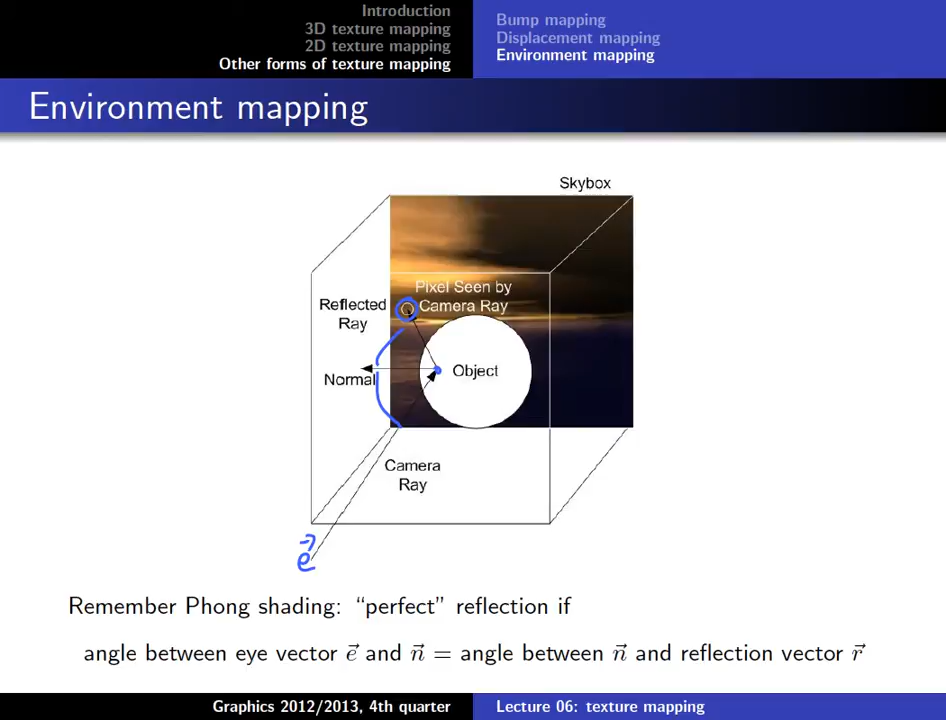 Introduction
3D texture mapping
2D texture mapping
Other forms of texture mapping
Bump mapping
Displacement mapping
Environment mapping
Environment mapping
Skybox
Pixel Seen by
Camera Ray
Reflected
Ray
Normal
Object
Camera
Ray
e⃗
Remember Phong shading: “perfect” reflection if
angle between eye vector e⃗ and n⃗ = angle between n⃗ and reflection vector r⃗
Graphics 2012/2013, 4th quarter
Lecture 06: texture mapping